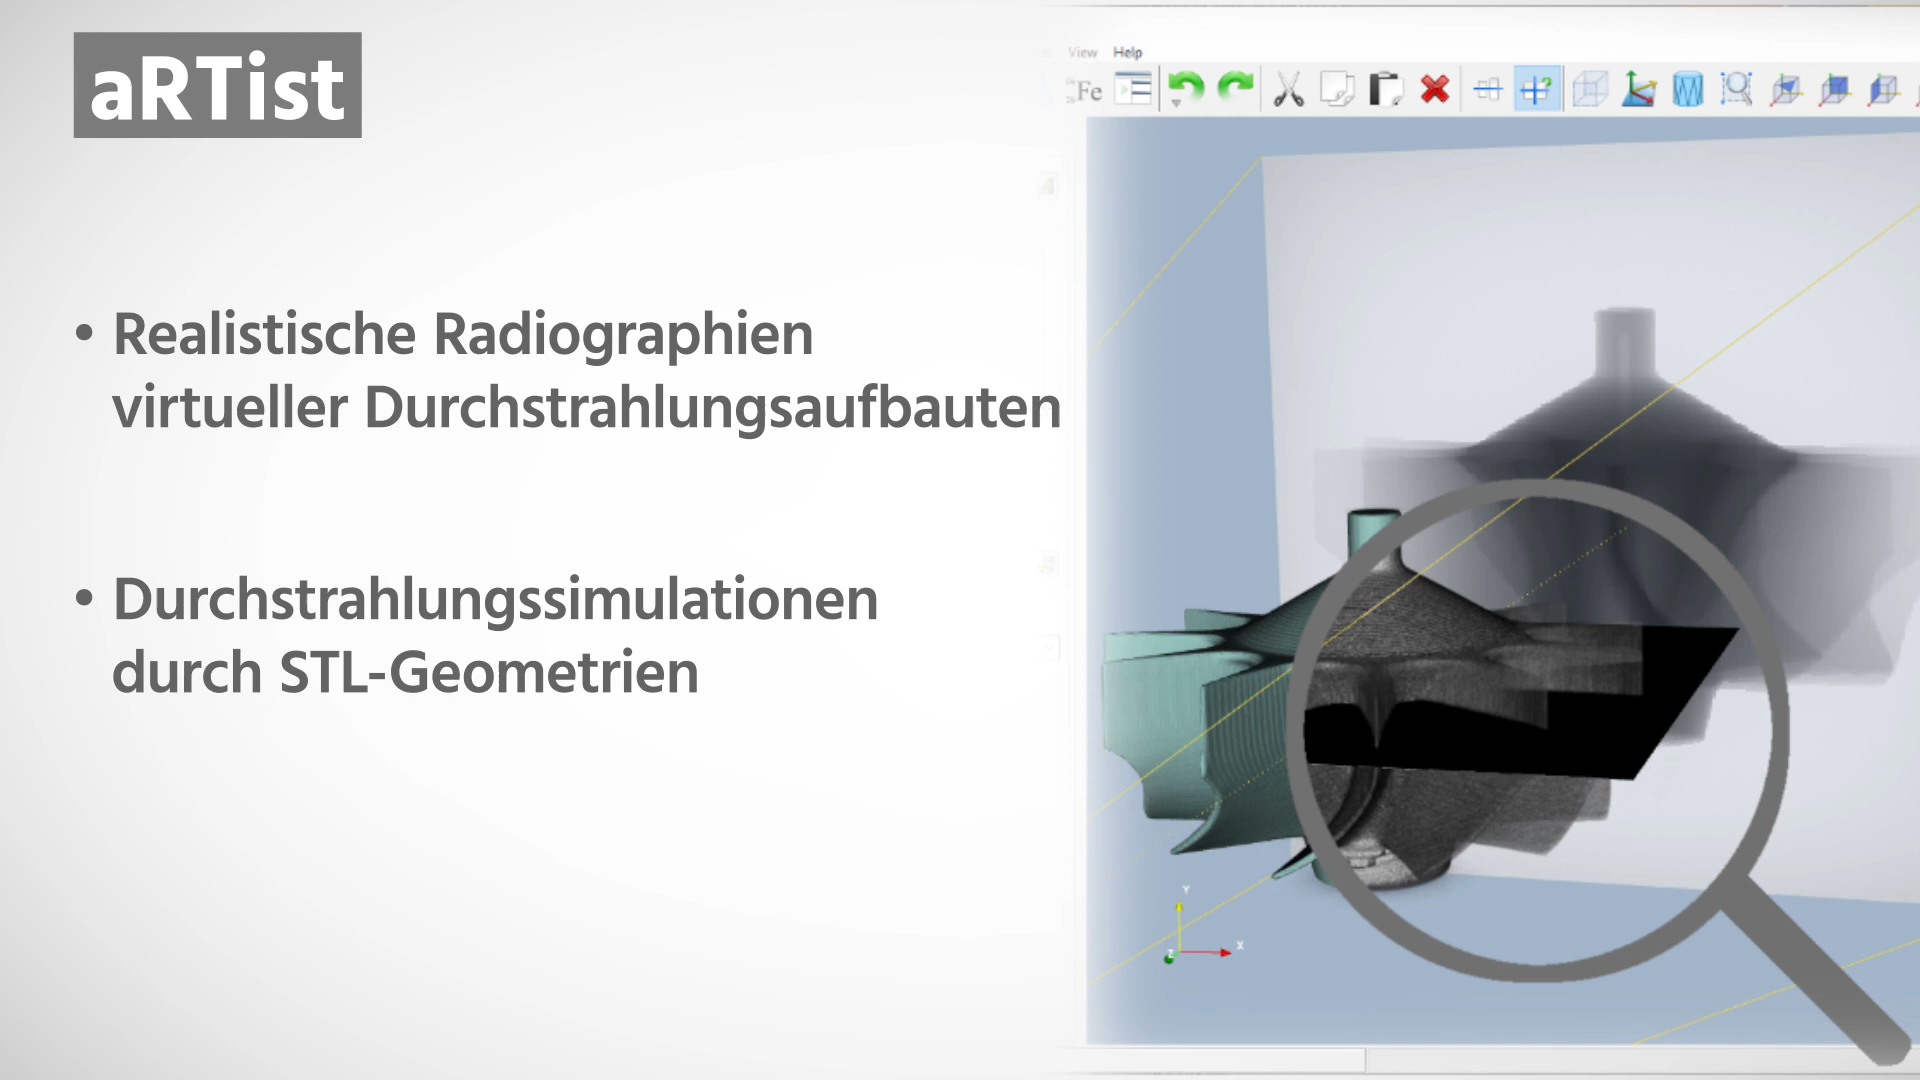 aRTist
View Help
Fe
• Realistische Radiographien
virtueller Durchstrahlungsaufbauten
• Durchstrahlungssimulationen
durch STL-Geometrien
Y
X
Z